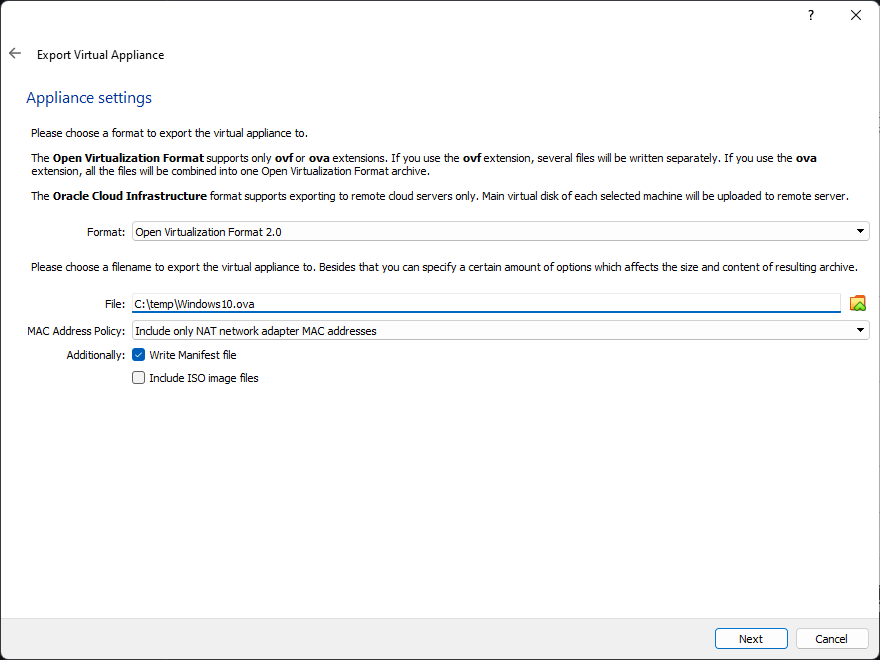 ?
Export Virtual Appliance
Appliance settings
Please choose a format to export the virtual appliance to.
The Open Virtualization Format supports only ovf or ova extensions. If you use the ovf extension, several files will be written separately. If you use the ova
extension, all the files will be combined into one Open Virtualization Format archive.
The Oracle Cloud Infrastructure format supports exporting to remote cloud servers only. Main virtual disk of each selected machine will be uploaded to remote server.
Format: Open Virtualization Format 2.0
Please choose a filename to export the virtual appliance to. Besides that you can specify a certain amount of options which affects the size and content of resulting archive.
File: C:\temp\Windows10.ova
MAC Address Policy: Include only NAT network adapter MAC addresses
Additionally: Write Manifest file
Include ISO image files
Next Cancel